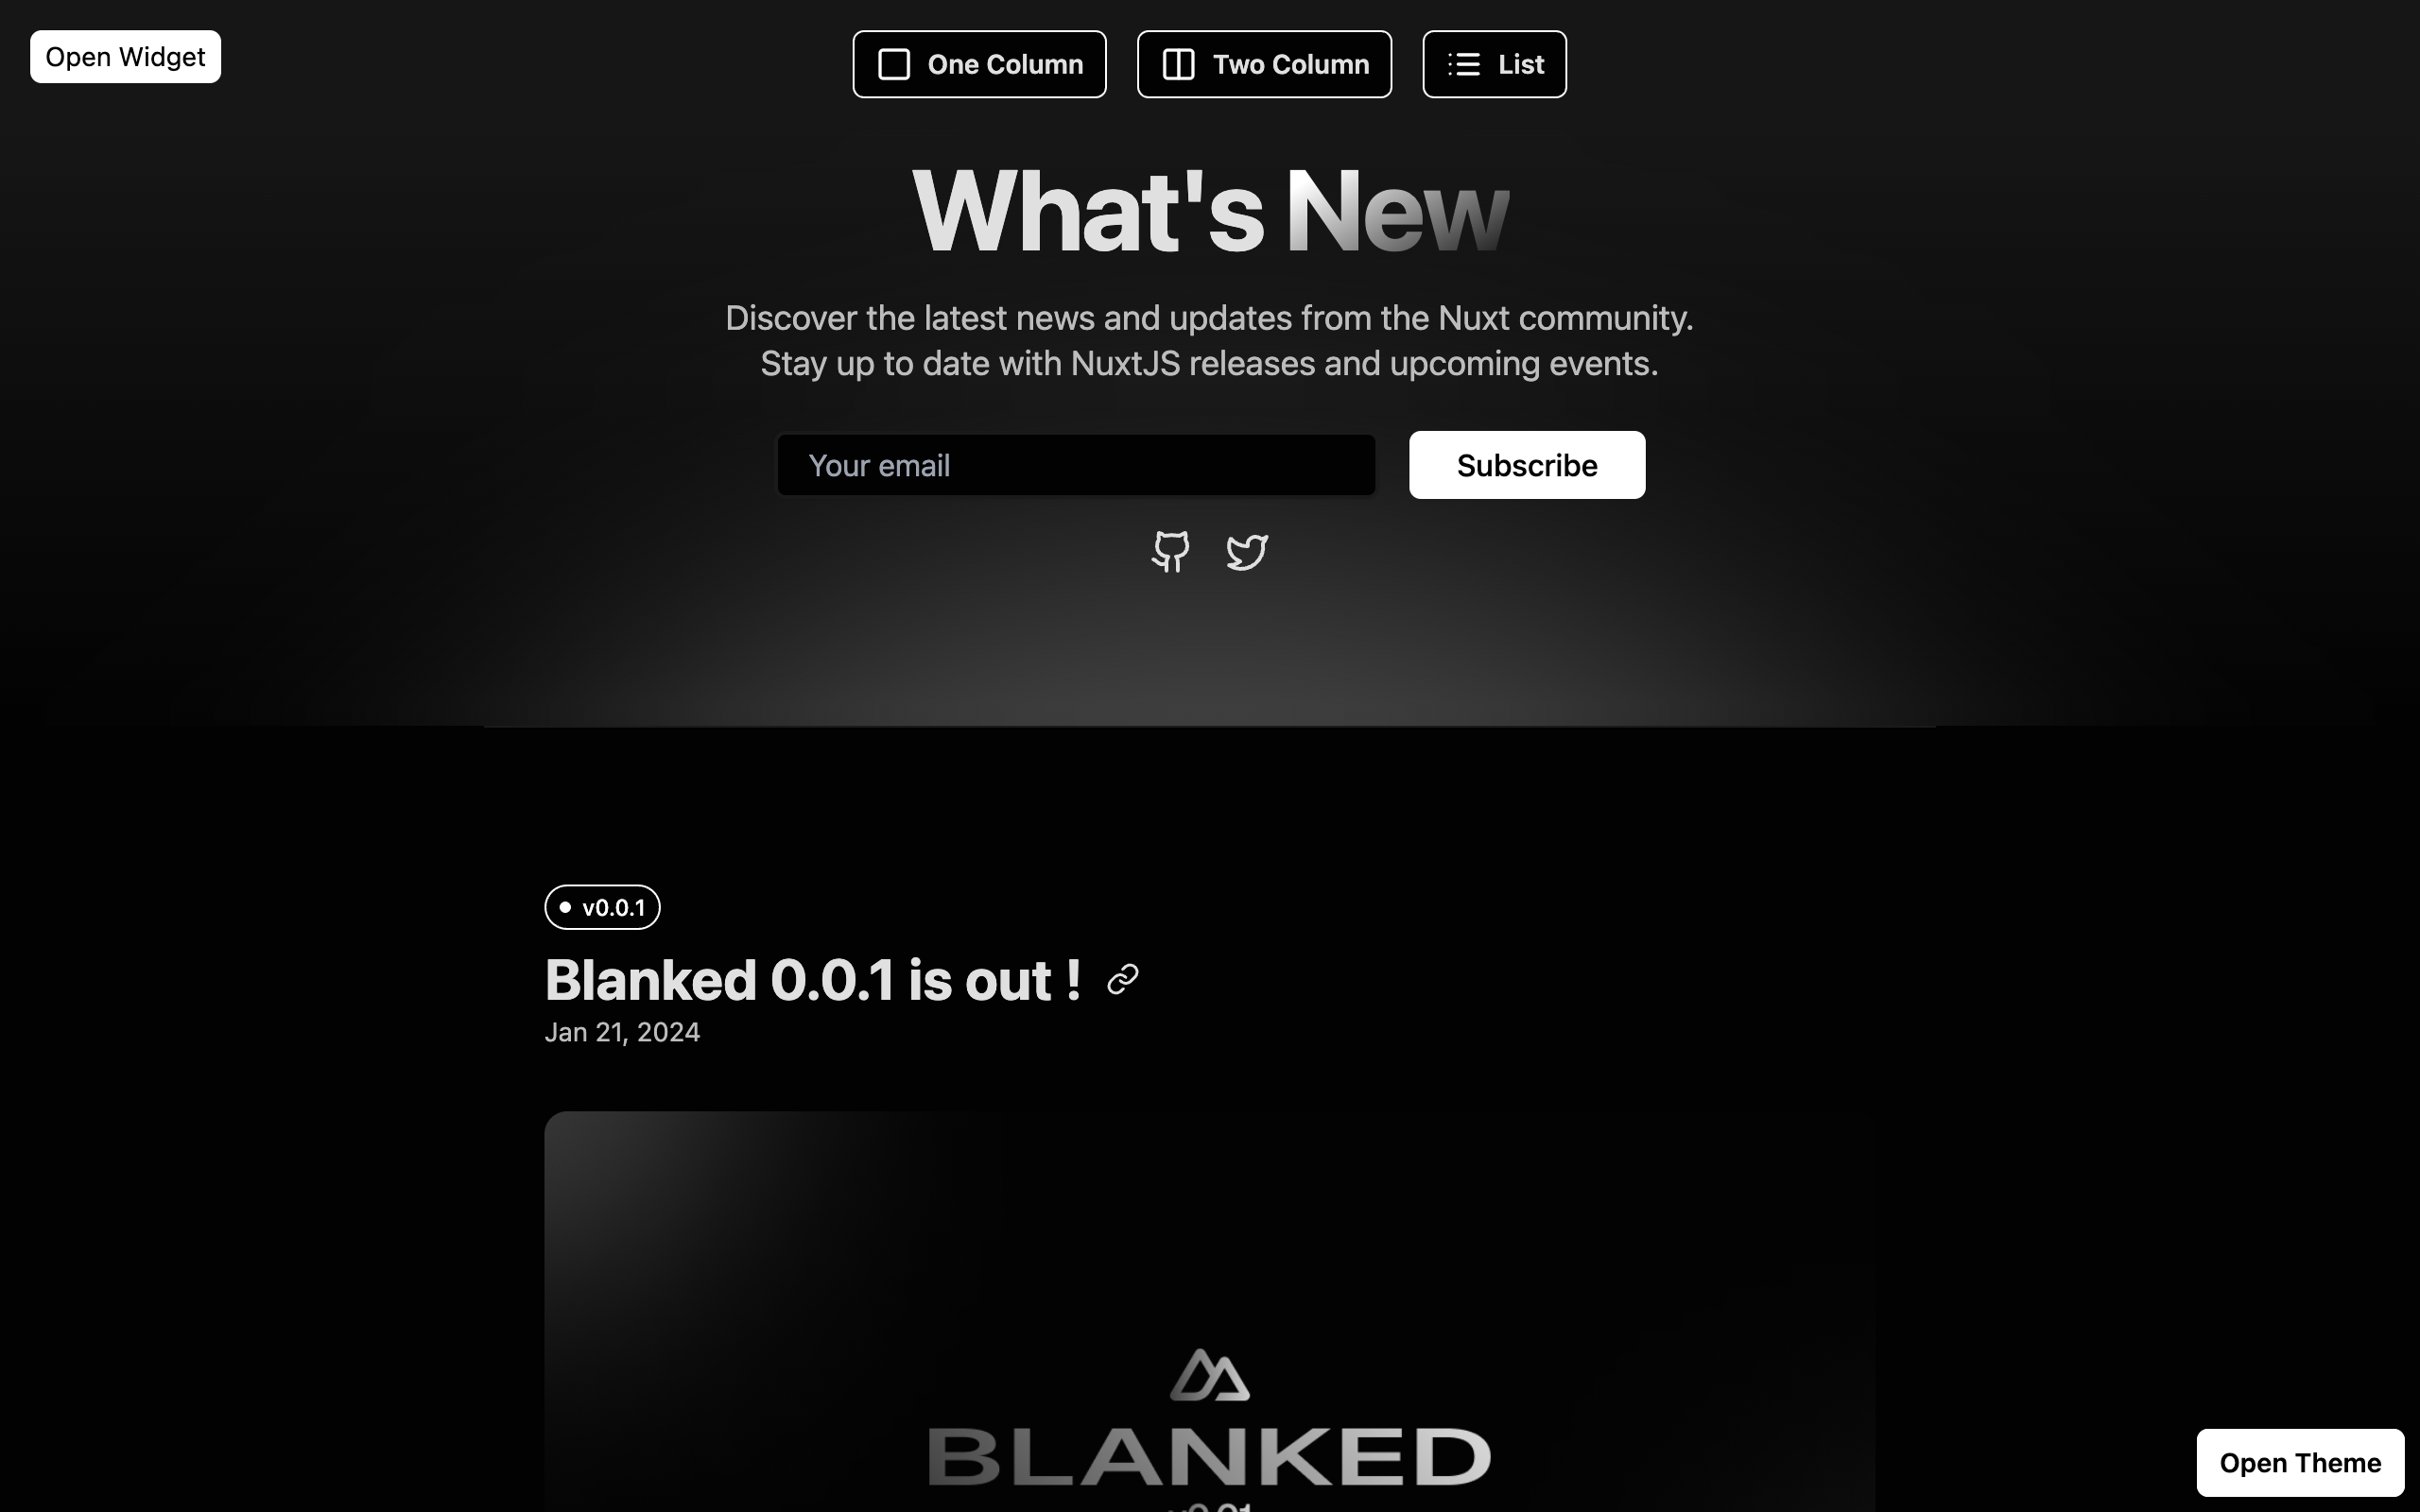 Open Widget
One Column
Two Column
List
What's New
Discover the latest news and updates from the Nuxt community.
Stay up to date with NuxtJS releases and upcoming events.
Your email
Subscribe
v0.0.1
Blanked 0.0.1 is out !
Jan 21, 2024
BLANKED
Open Theme